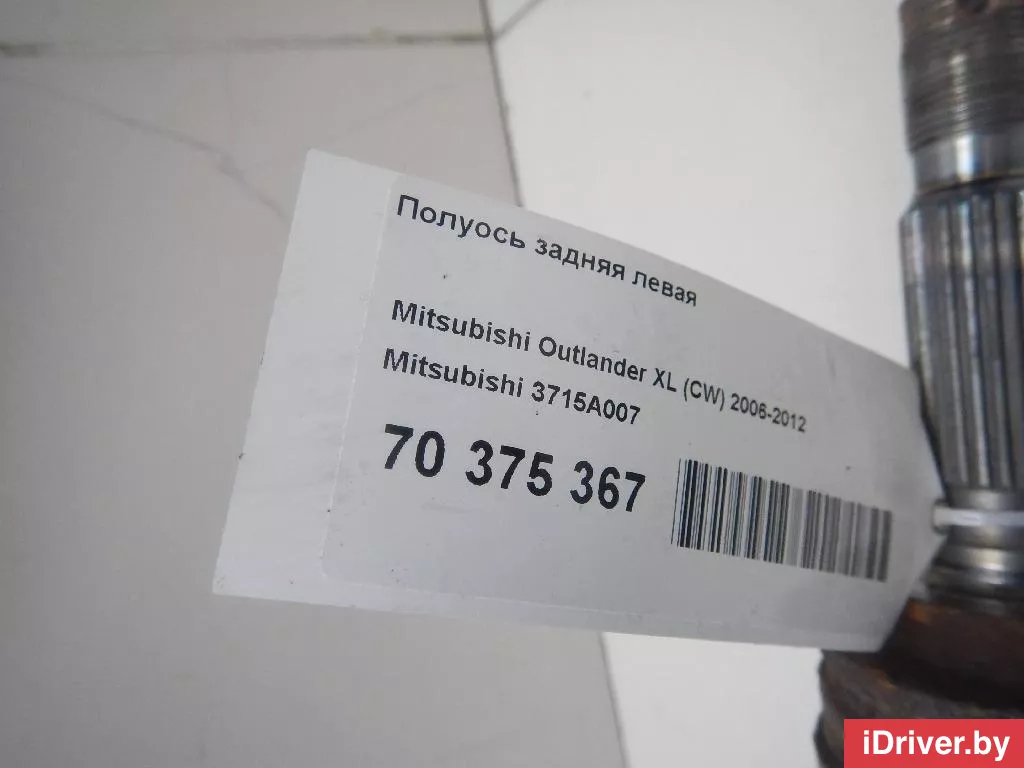 Полуось задняя левая
Mitsubishi Outlander XL (CW) 2006-2012
Mitsubishi 3715A007
70 375 367
iDriver.by